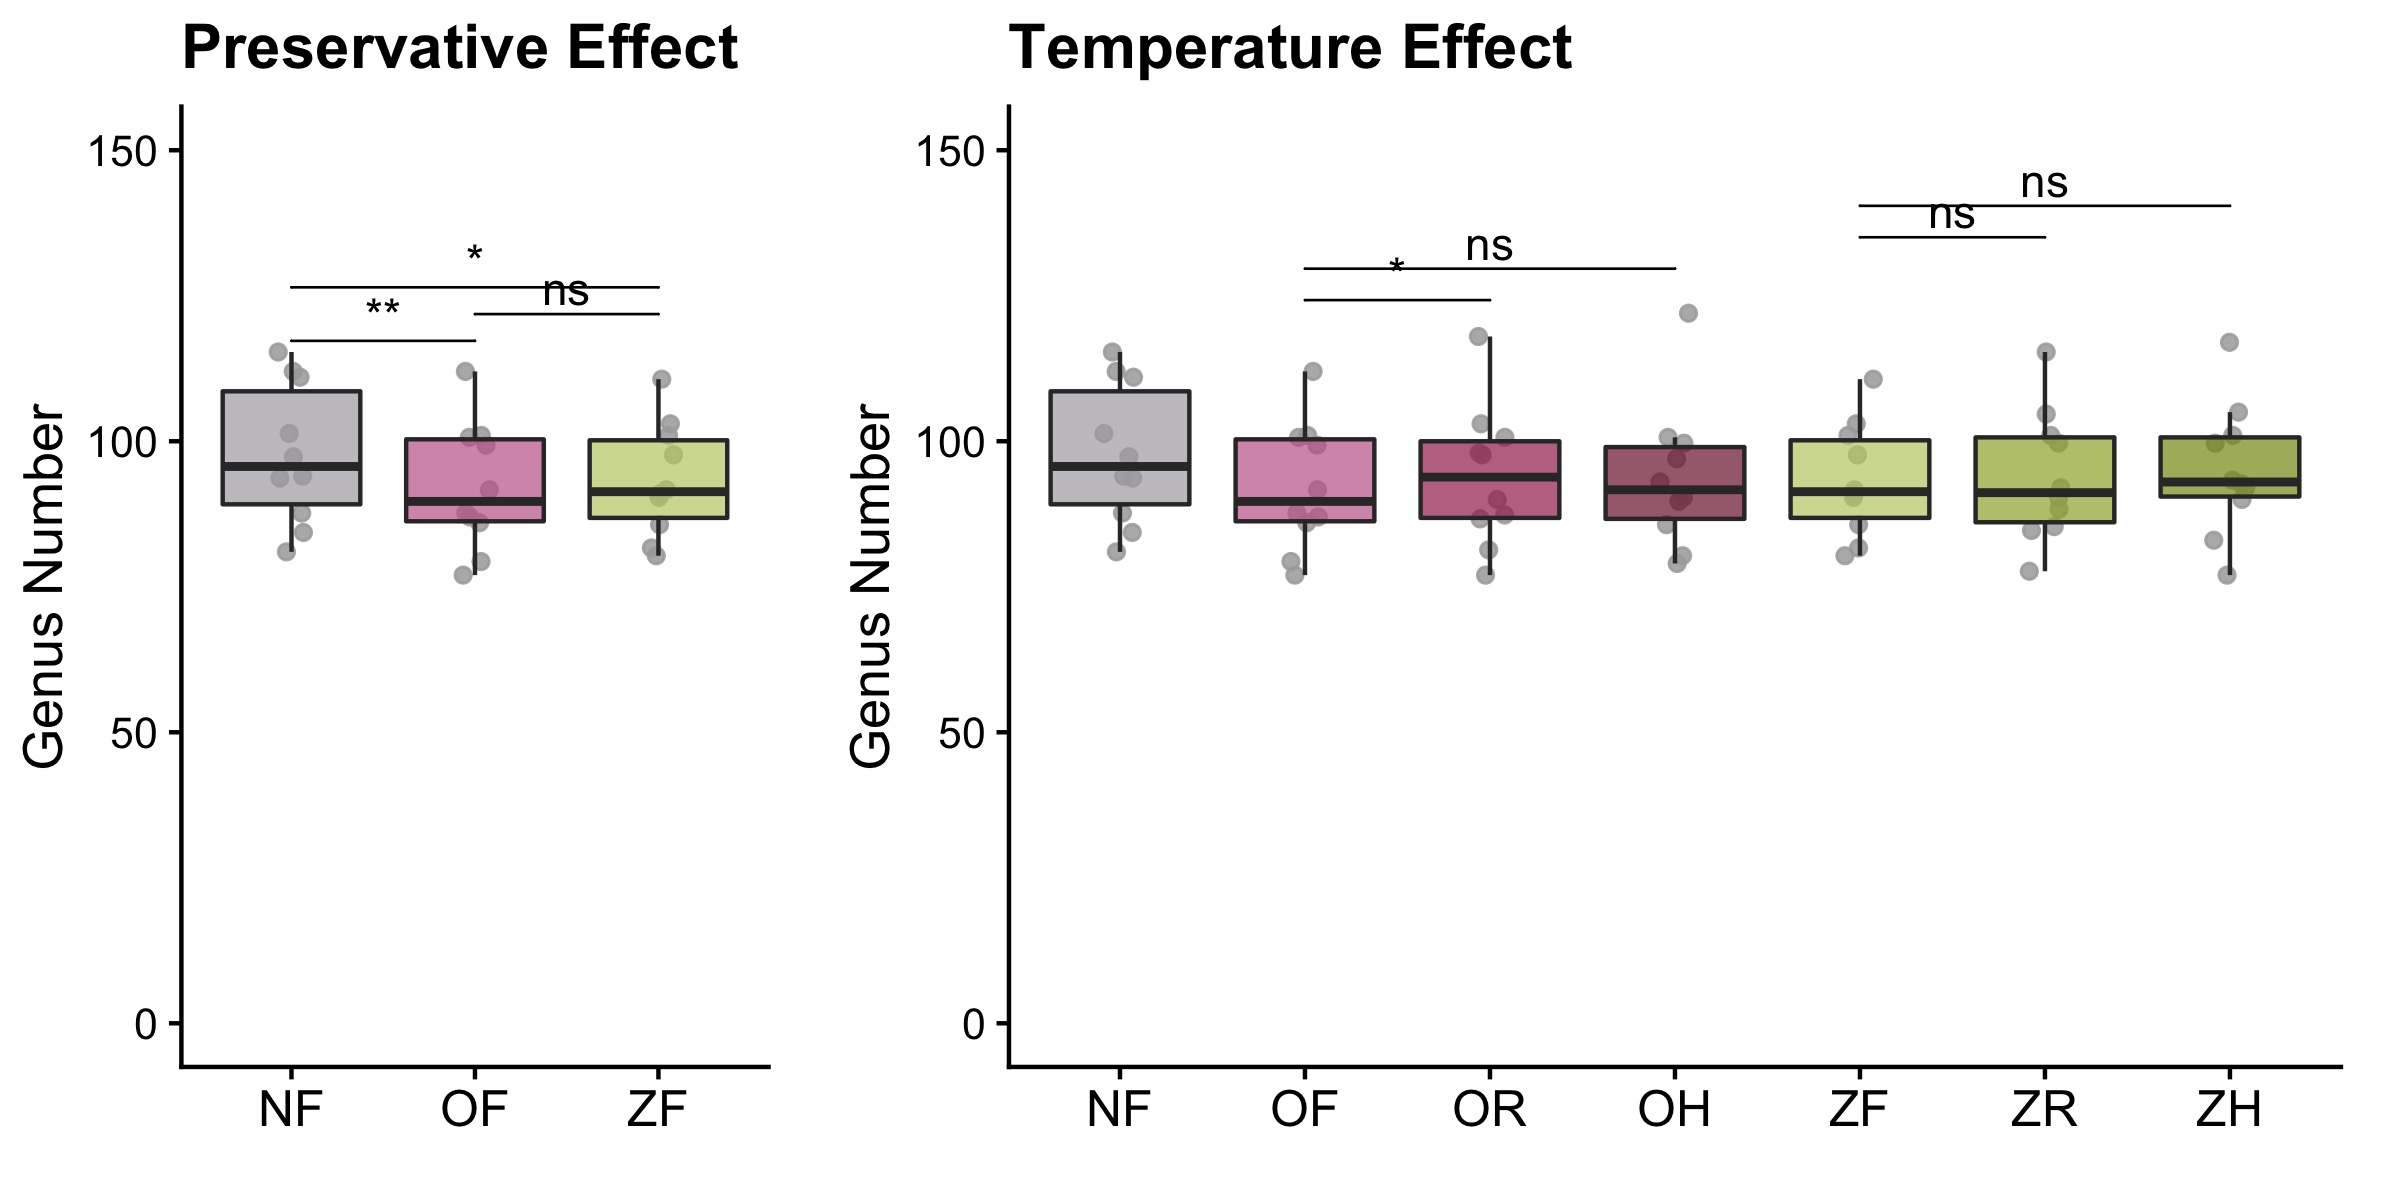 Preservative Effect
Genus Number
150
100
50
0
*
**
ns
NF OF ZF
Temperature Effect
Genus Number
150
100
50
0
ns
ns
ns
*
NF OF OR OH ZF ZR ZH